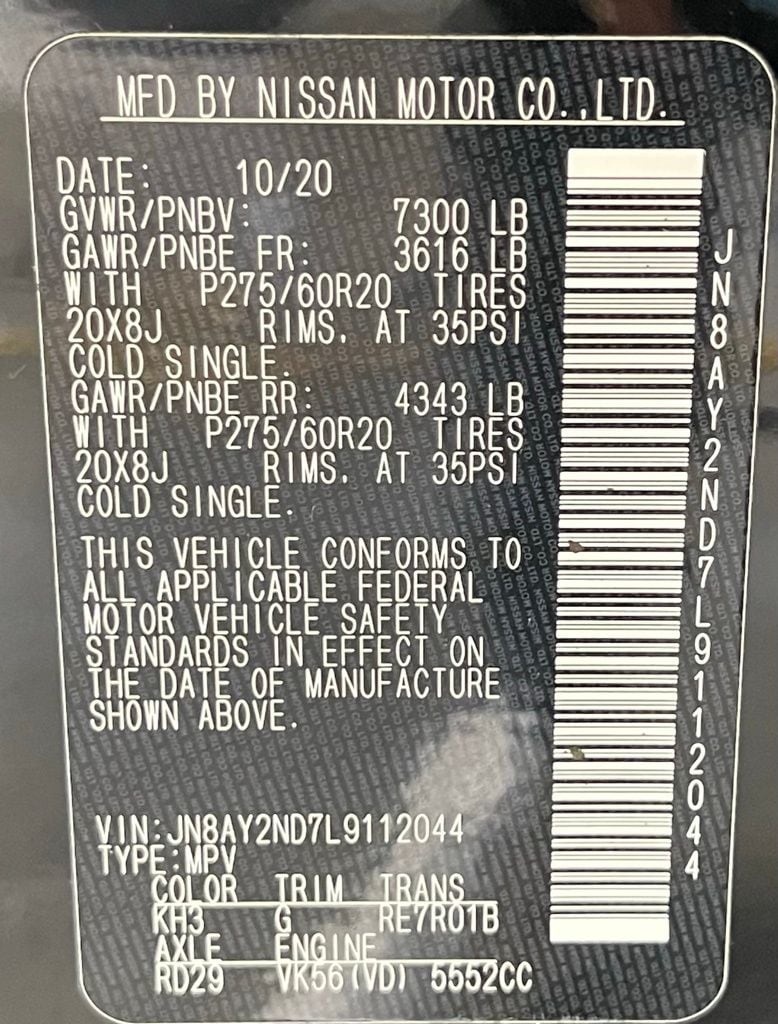 MFD BY NISSAN MOTOR CO.,LTD.
DATE: 10/20
GVWR/PNBV: 7300 LB
GAWR/PNBE FR: 3616 LB
WITH P275/60R20 TIRES
20X8J RIMS. AT 35PSI
COLD SINGLE.
GAWR/PNBE RR: 4343 LB
WITH P275/60R20 TIRES
20X8J RIMS. AT 35PSI
COLD SINGLE.
THIS VEHICLE CONFORMS TO
ALL APPLICABLE FEDERAL
MOTOR VEHICLE SAFETY
STANDARDS IN EFFECT ON
THE DATE OF MANUFACTURE
SHOWN ABOVE.
VIN:JN8AY2ND7L9112044
TYPE:MPV
COLOR TRIM TRANS
KH3 G RE7R01B
AXLE ENGINE
RD29 VK56(VD) 5552CC
JN8AY2ND7L9112044